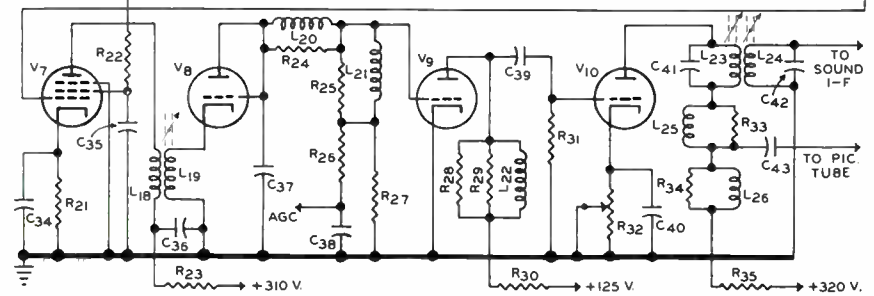 L20
L23
L24
R22
V7
V8
R24
V9
C39
V10
C41
TO
SOUND
I-F
L21
R25
C42
C35
R31
L25
R33
L19
R26
C43
TO PIC.
TUBE
R28
R29
L22
R34
L26
C37
R27
L18
C34
R21
AGC
R32
C40
C36
C38
R23
+310 V.
R30
+125 V.
R35
+320 V.